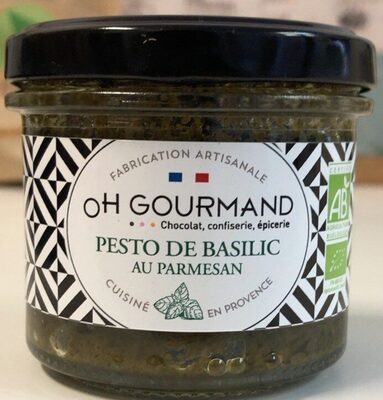 FABRICATION ARTISANALE
OH GOURMAND
Chocolat, confiserie, épicerie
PESTO DE BASILIC
AU PARMESAN
CUISINÉ EN PROVENCE
AB